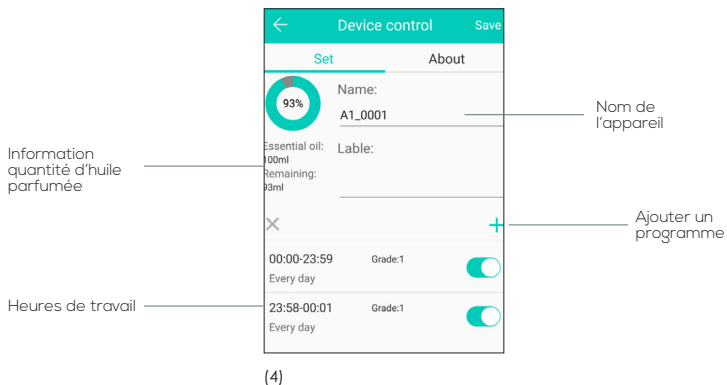 Device control Save
Set About
93%
Name:
A1_0001
Nom de
l'appareil
Essential oil:
100ml
Remaining:
93ml
Lable:
Information
quantité d'huile
parfumée
Ajouter un
programme
00:00-23:59 Grade:1
Every day
Heures de travail
23:58-00:01 Grade:1
Every day
(4)